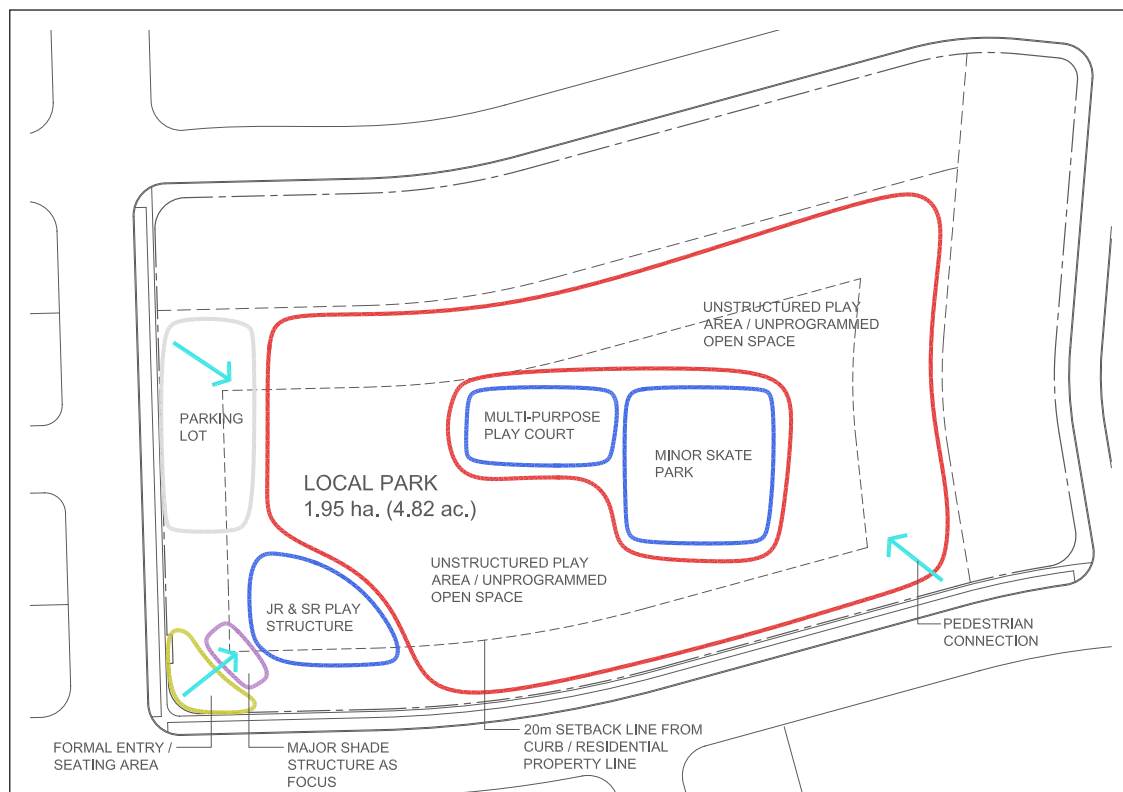 UNSTRUCTURED PLAY
AREA / UNPROGRAMMED
OPEN SPACE
PARKING
LOT
MULTI-PURPOSE
PLAY COURT
MINOR SKATE
PARK
LOCAL PARK
1.95 ha. (4.82 ac.)
UNSTRUCTURED PLAY
AREA / UNPROGRAMMED
OPEN SPACE
JR & SR PLAY
STRUCTURE
PEDESTRIAN
CONNECTION
FORMAL ENTRY /
SEATING AREA
MAJOR SHADE
STRUCTURE AS
FOCUS
20m SETBACK LINE FROM
CURB / RESIDENTIAL
PROPERTY LINE